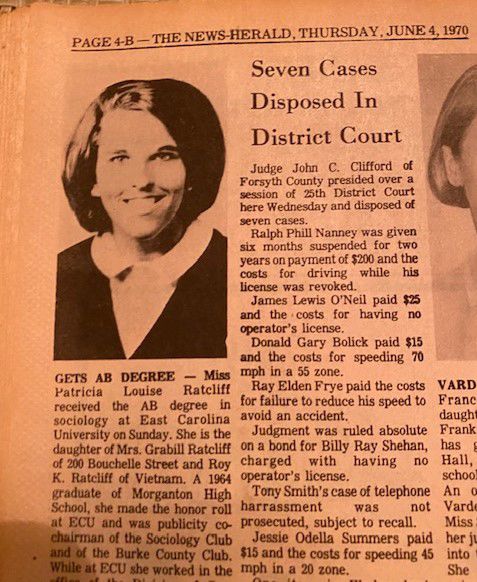 PAGE 4-B — THE NEWS-HERALD, THURSDAY, JUNE 4, 1970
Seven Cases
Disposed In
District Court
Judge John C. Clifford of
Forsyth County presided over a
session of 25th District Court
here Wednesday and disposed of
seven cases.
Ralph Phill Nanney was given
six months suspended for two
years on payment of $200 and the
costs for driving while his
license was revoked.
James Lewis O'Neil paid $25
and the costs for having no
operator's license.
Donald Gary Bolick paid $15
and the costs for speeding 70
mph in a 55 zone.
Ray Elden Frye paid the costs
for failure to reduce his speed to
avoid an accident.
Judgment was ruled absolute
on a bond for Billy Ray Shehan,
charged with having no
operator's license.
Tony Smith's case of telephone
harrassment was not
prosecuted, subject to recall.
Jessie Odella Summers paid
$15 and the costs for speeding 45
mph in a 20 zone.
GETS AB DEGREE — Miss
Patricia Louise Ratcliff
received the AB degree in
sociology at East Carolina
University on Sunday. She is the
daughter of Mrs. Grabill Ratcliff
of 200 Bouchelle Street and Roy
K. Ratcliff of Vietnam. A 1964
graduate of Morganton High
School, she made the honor roll
at ECU and was publicity co-
chairman of the Sociology Club
and of the Burke County Club.
While at ECU she worked in the
VARD
Franc
daught
Frank
has
Hall,
school
An o
Varde
Miss
her ju
into
She